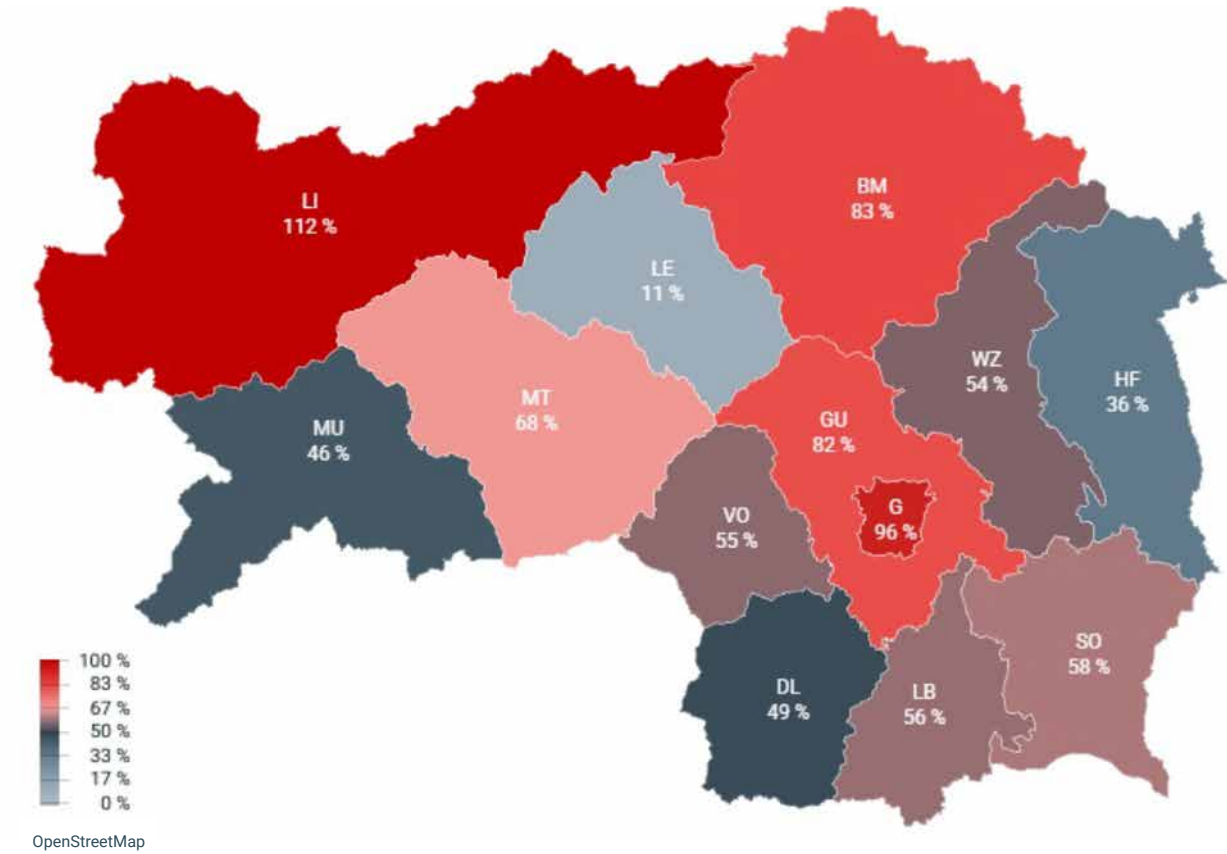 LI
112 %
BM
83 %
LE
11 %
WZ
54 %
HF
36 %
MT
68 %
GU
82 %
MU
46 %
G
96 %
VO
55 %
SO
58 %
DL
49 %
LB
56 %
100 %
83 %
67 %
50 %
33 %
17 %
0 %
OpenStreetMap